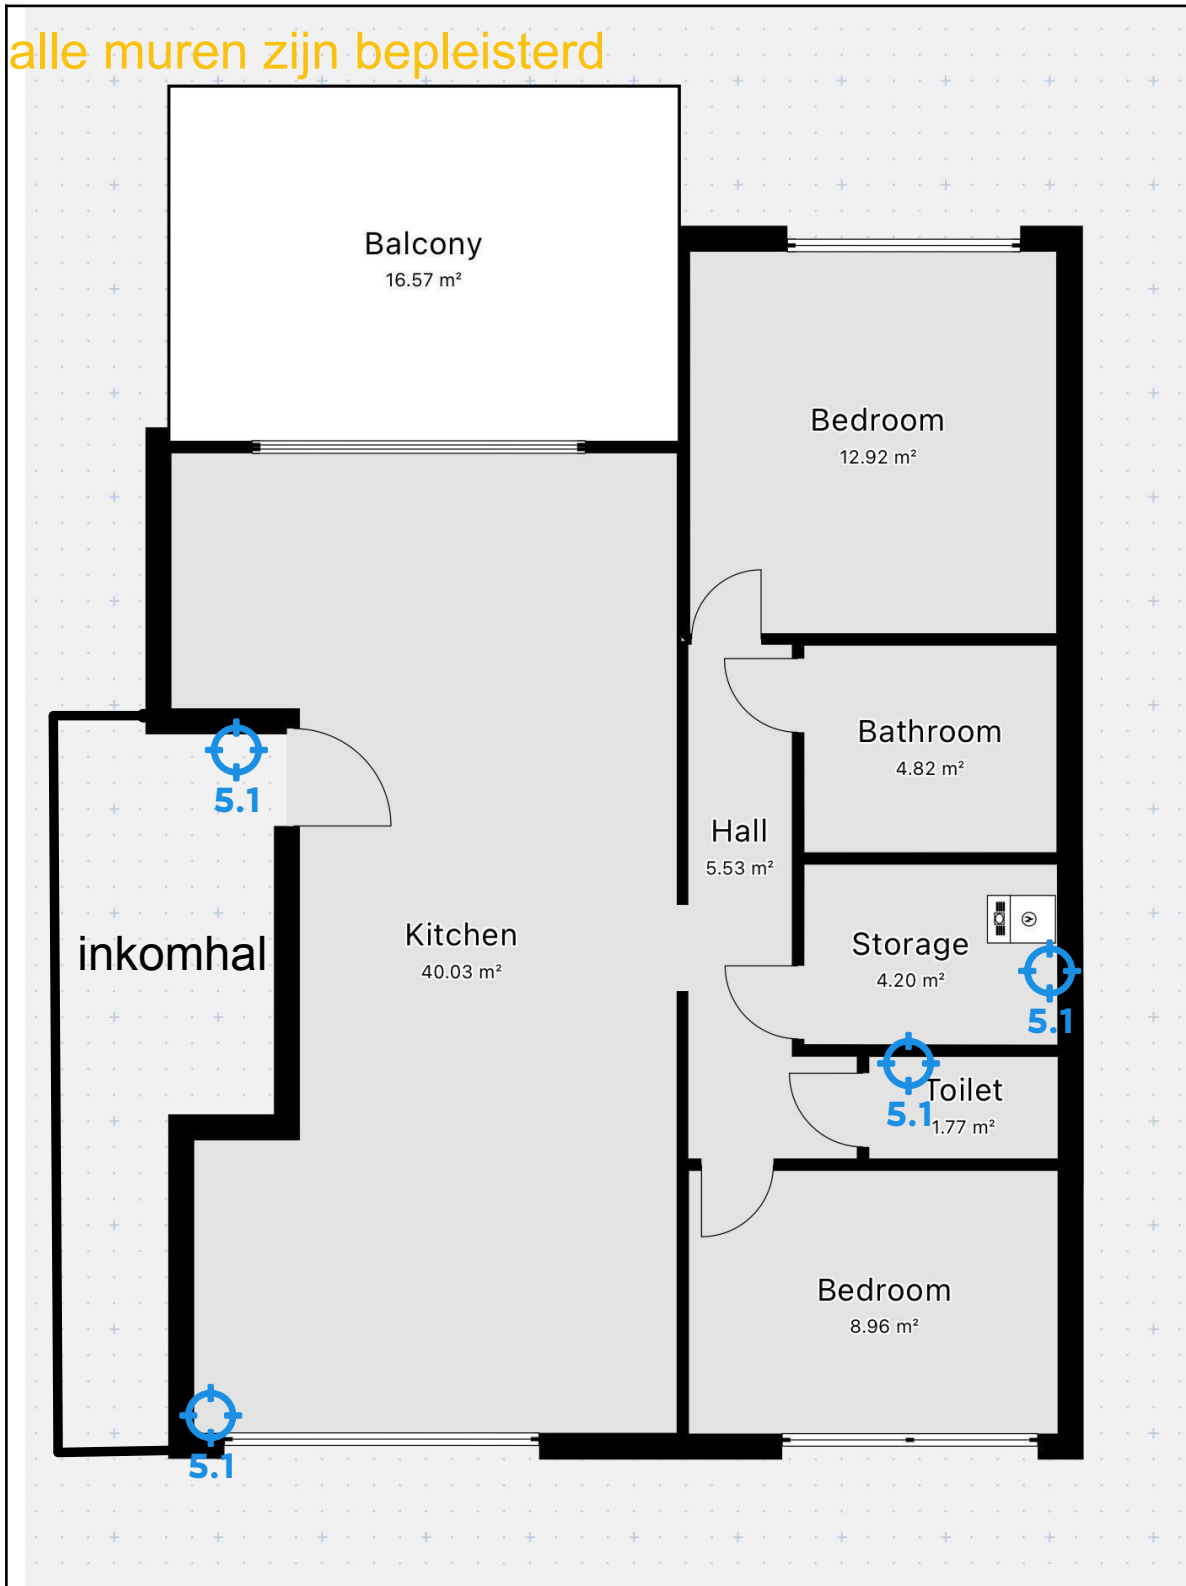 alle muren zijn bepleisterd
Balcony
16.57 m²
Bedroom
12.92 m²
5.1
Bathroom
4.82 m²
Hall
5.53 m²
inkomhal
Kitchen
40.03 m²
Storage
4.20 m²
5.1
Toilet
5.1
1.77 m²
Bedroom
8.96 m²
5.1